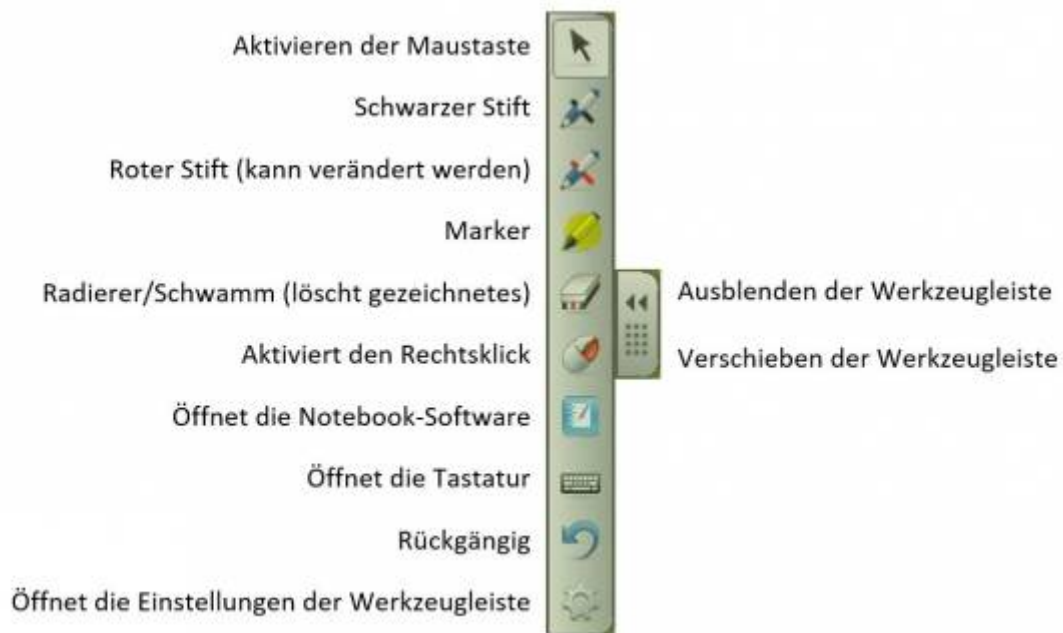 Aktivieren der Maustaste
Schwarzer Stift
Roter Stift (kann verändert werden)
Marker
Radierer/Schwamm (löscht gezeichnetes)
Ausblenden der Werkzeugleiste
Aktiviert den Rechtsklick
Verschieben der Werkzeugleiste
Öffnet die Notebook-Software
Öffnet die Tastatur
Rückgängig
Öffnet die Einstellungen der Werkzeugleiste